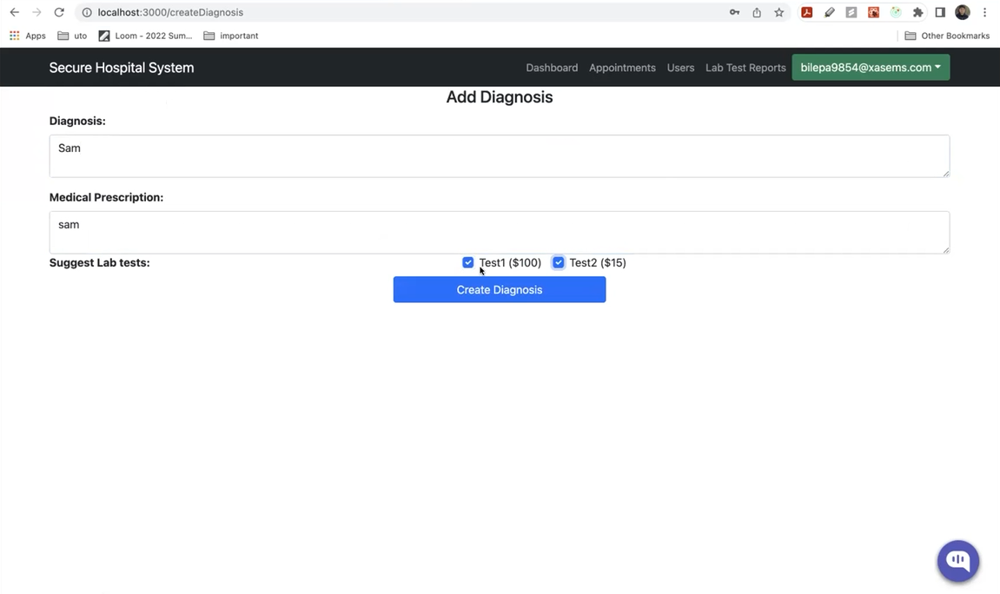 localhost:3000/createDiagnosis
Apps uto Loom - 2022 Sum... important Other Bookmarks
Secure Hospital System Dashboard Appointments Users Lab Test Reports bilepa9854@xasems.com
Add Diagnosis
Diagnosis:
Sam
Medical Prescription:
sam
Suggest Lab tests: Test1 ($100) Test2 ($15)
Create Diagnosis